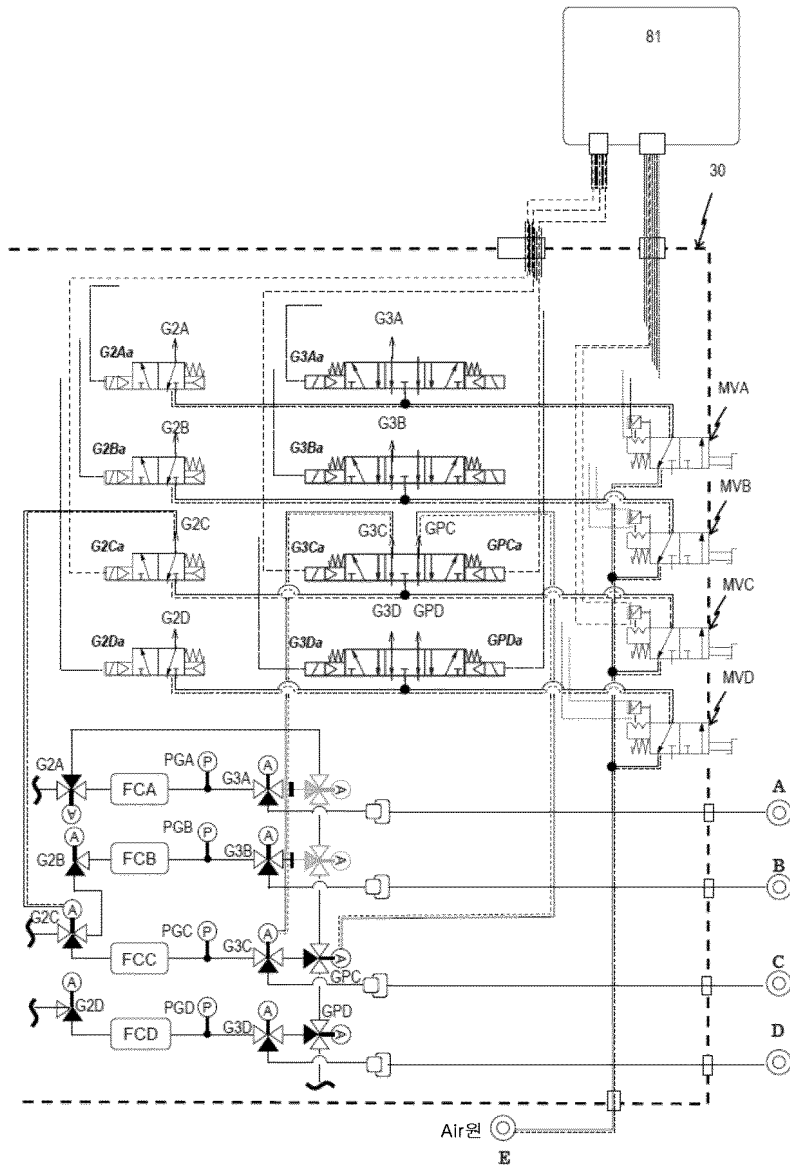 81
30
G2A
G3A
G2Aa
G3Aa
MVA
G2B
G3B
G2Ba
G3Ba
MVB
G2C
G3C
GPC
G2Ca
G3Ca
GPCa
MVC
G2D
G3D
GPD
G2Da
G3Da
GPDa
MVD
G2A
PGA
P
A
G3A
FCA
A
A
A
A
PGB
P
A
A
B
G2B
FCB
G3B
A
A
G2C
PGC
P
A
G3C
FCC
A
GPC
C
A
G2D
PGD
P
A
GPD
D
FCD
G3D
A
Air원
E